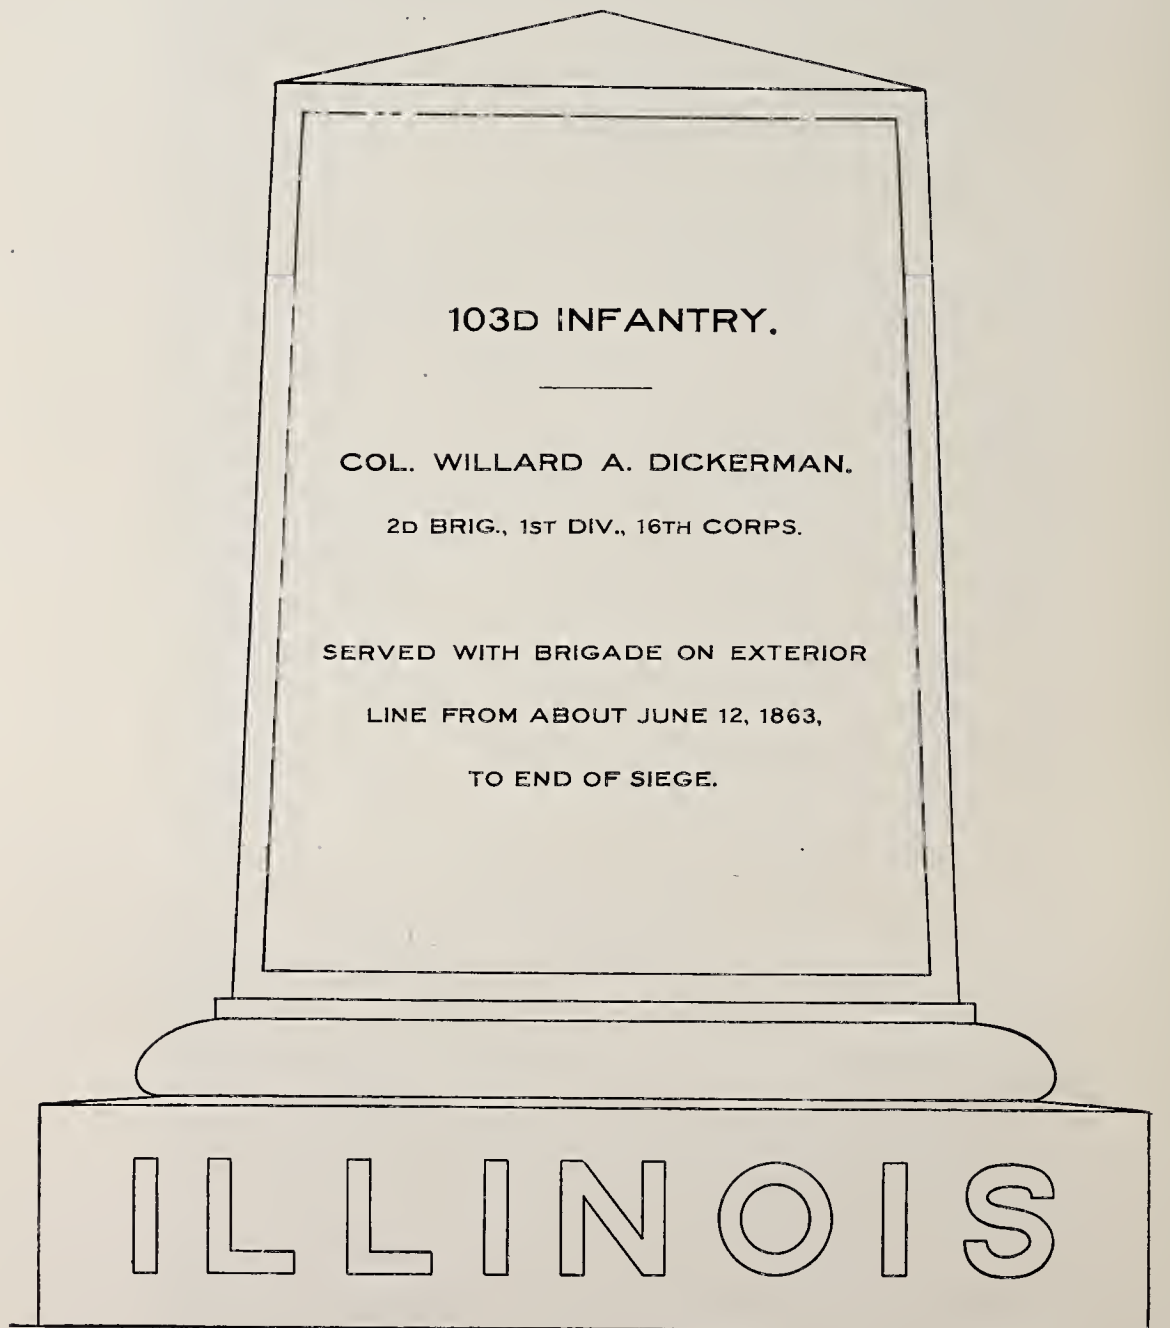 103D INFANTRY.
COL. WILLARD A. DICKERMAN.
2D BRIG., 1ST DIV., 16TH CORPS.
SERVED WITH BRIGADE ON EXTERIOR
LINE FROM ABOUT JUNE 12, 1863,
TO END OF SIEGE.
ILLINOIS